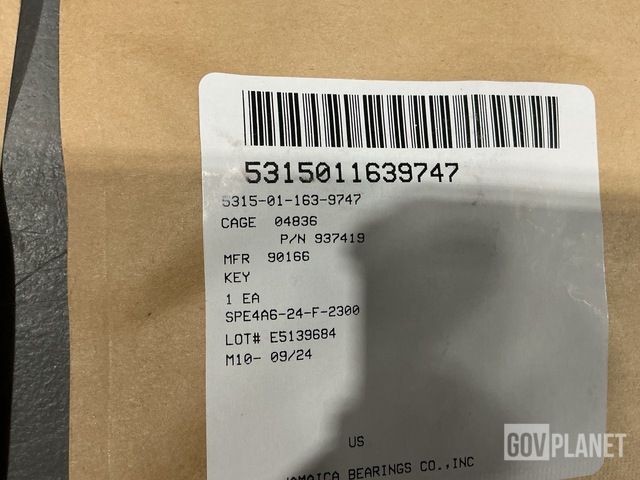 5315011639747
5315-01-163-9747
CAGE 04836
P/N 937419
MFR 90166
KEY
1 EA
SPE4A6-24-F-2300
LOT# E5139684
M10- 09/24
US
JAMAICA BEARINGS CO.,INC
GOVPLANET